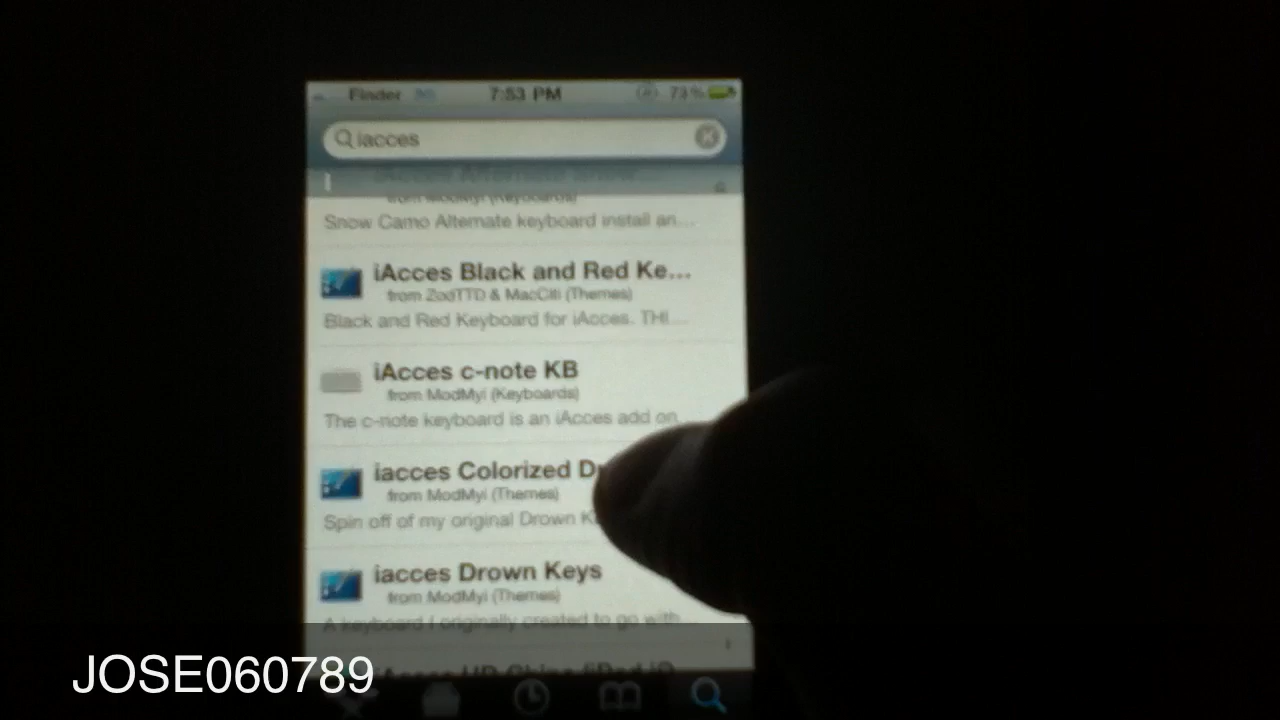 Finder 3G 7:53 PM 73%
iacces
I
from ModMyi (Keyboards)
Snow Camo Alternate keyboard install an...
iAcces Black and Red Ke...
from ZodTTD & MacCiti (Themes)
Black and Red Keyboard for iAcces. THI...
iAcces c-note KB
from ModMyi (Keyboards)
The c-note keyboard is an iAcces add on
iacces Colorized
from ModMyi (Themes)
Spin off of my original Drown
iacces Drown Keys
from ModMyi (Themes)
A keyboard I originally created to go with
JOSE060789